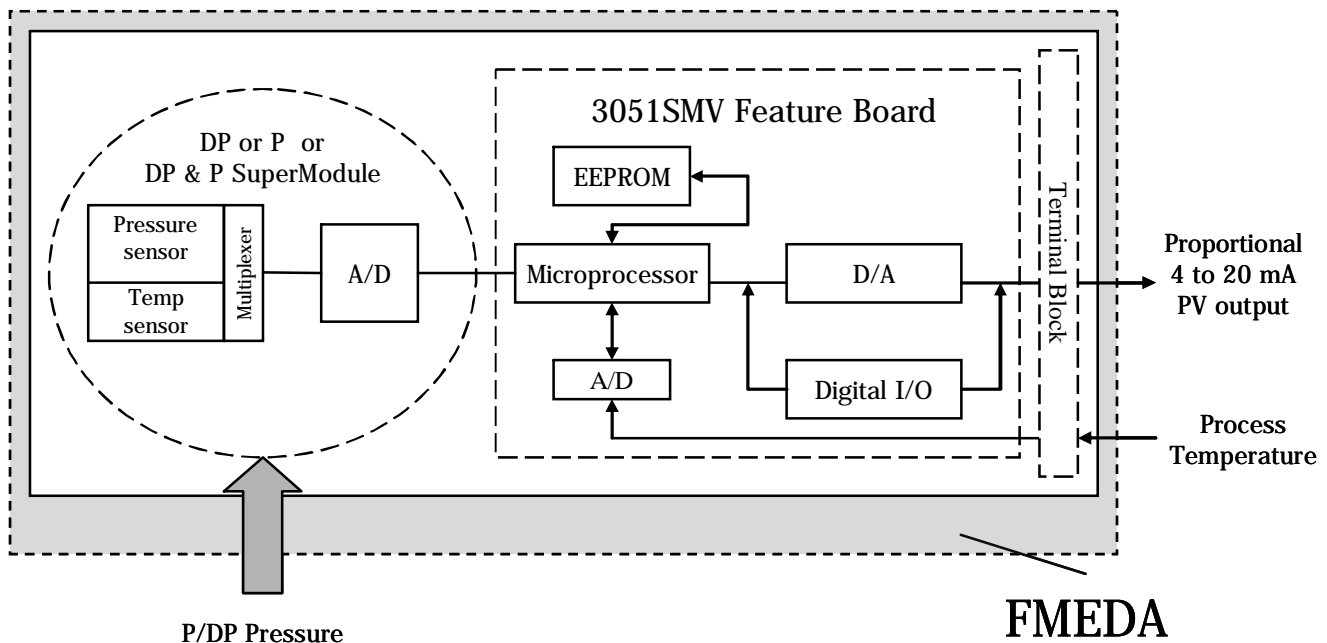 3051SMV Feature Board
DP or P or
DP & P SuperModule
EEPROM
Pressure
sensor
Temp
sensor
Multiplexer
A/D
Microprocessor
D/A
A/D
Digital I/O
Terminal Block
Proportional
4 to 20 mA
PV output
Process
Temperature
P/DP Pressure
FMEDA